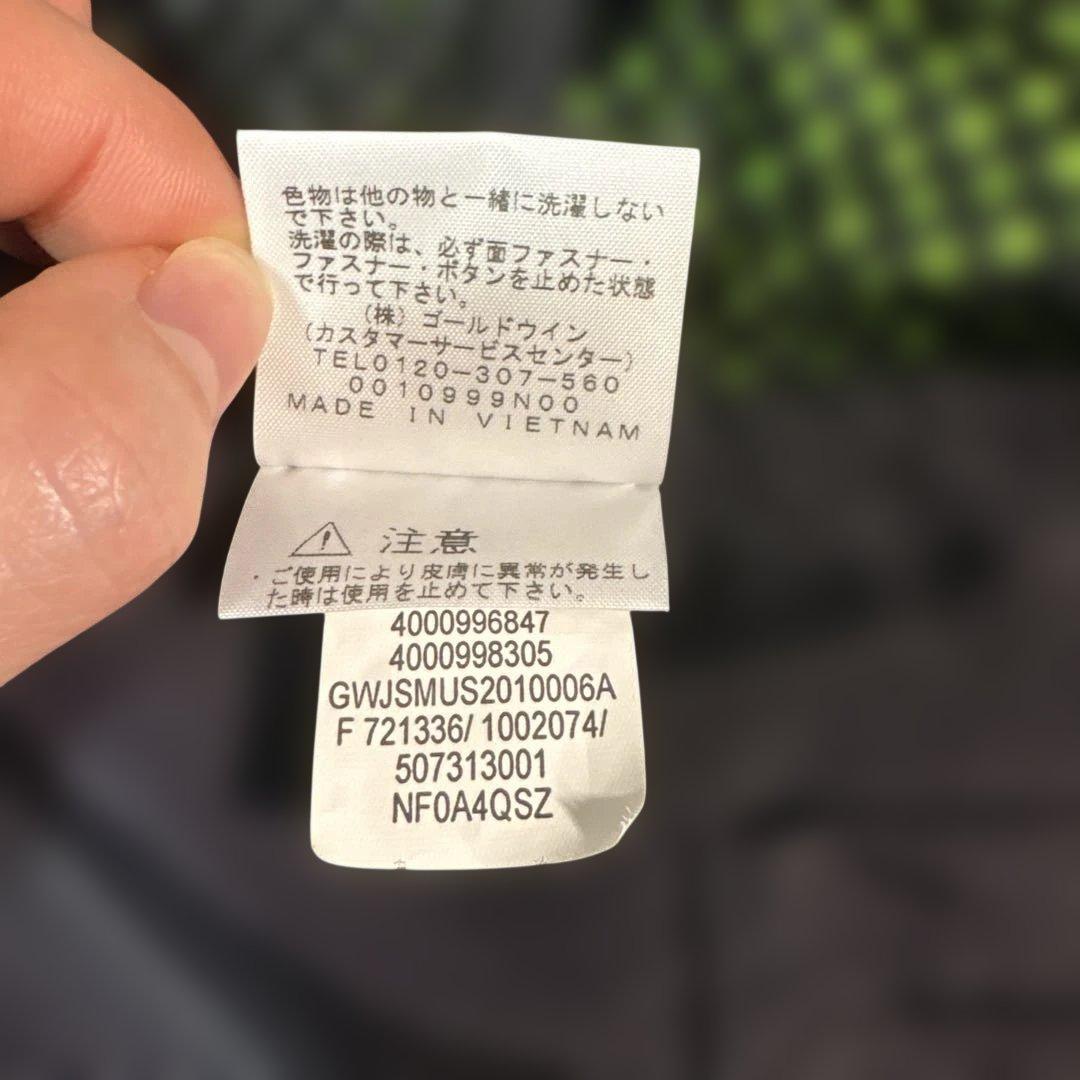 色物は他の物と一緒に洗濯しない
で下さい。
洗濯の際は、必ず面ファスナー・
ファスナー・ボタンを止めた状態
で行って下さい。
(株)ゴールドウイン
(カスタマーサービスセンター)
TEL0120-307-560
0010999N00
MADE IN VIETNAM
注意
・ご使用により皮膚に異常が発生し
た時は使用を止めて下さい。
4000996847
4000998305
GWJSMUS2010006A
F 721336/ 1002074/
507313001
NF0A4QSZ